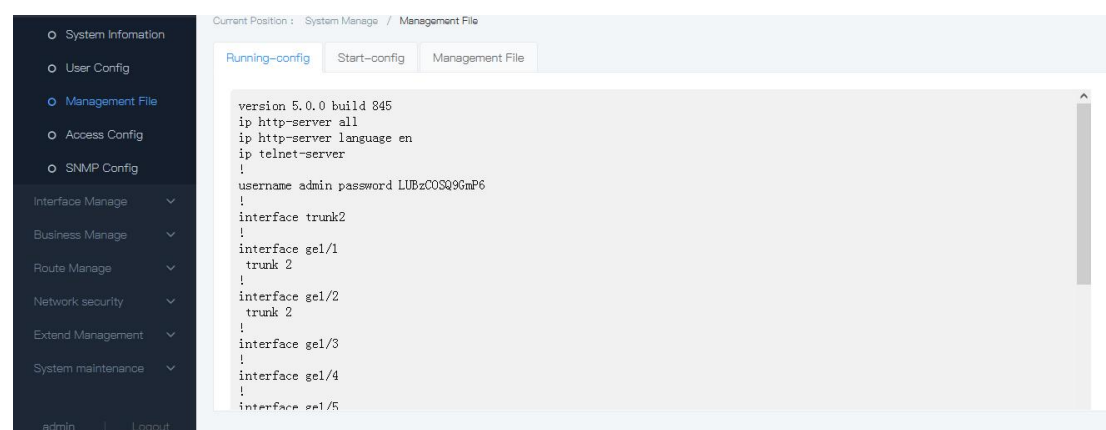 Current Position : System Manage / Management File
System Infomation
User Config
Management File
Access Config
SNMP Config
Interface Manage
Business Manage
Route Manage
Network security
Extend Management
System maintenance
admin | Logout
Running-config Start-config Management File
version 5.0.0 build 845
ip http-server all
ip http-server language en
ip telnet-server
!
username admin password LUBzCOSQ9GmP6
!
interface trunk2
!
interface ge1/1
trunk 2
!
interface ge1/2
trunk 2
!
interface ge1/3
!
interface ge1/4
!
interface ge1/5